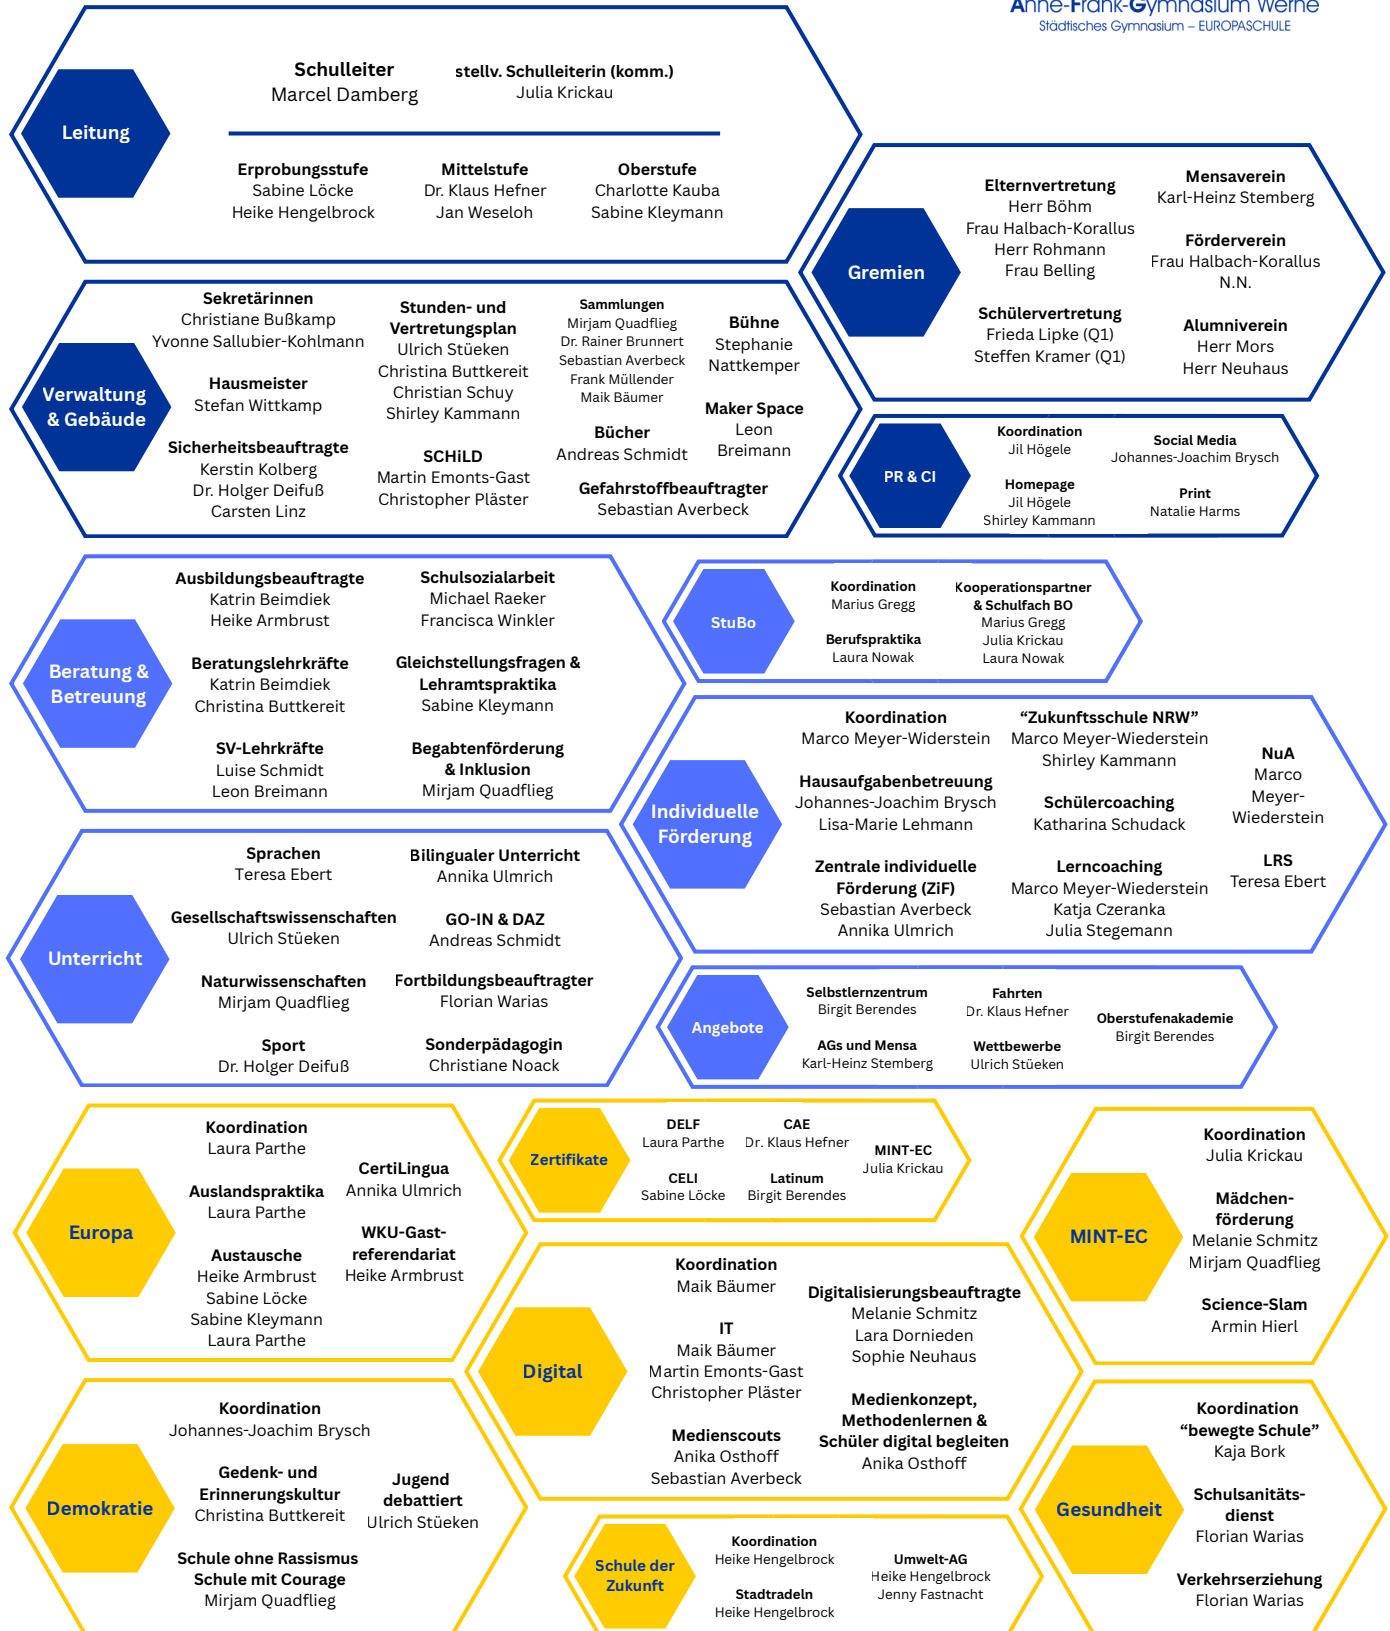 Anne-Frank-Gymnasium Werne
Städtisches Gymnasium – EUROPASCHULE
Leitung
Schulleiter
Marcel Damberg
stellv. Schulleiterin (komm.)
Julia Krickau
Erprobungsstufe
Sabine Löcke
Heike Hengelbrock
Mittelstufe
Dr. Klaus Hefner
Jan Weseloh
Oberstufe
Charlotte Kauba
Sabine Kleymann
Gremien
Elternvertretung
Herr Böhm
Frau Halbach-Korallus
Herr Rohmann
Frau Belling
Schülervertretung
Frieda Lipke (Q1)
Steffen Kramer (Q1)
Mensaverein
Karl-Heinz Stemberg
Förderverein
Frau Halbach-Korallus
N.N.
Alumniverein
Herr Mors
Herr Neuhaus
Verwaltung
& Gebäude
Sekretärinnen
Christiane Bußkamp
Yvonne Sallubier-Kohlmann
Hausmeister
Stefan Wittkamp
Sicherheitsbeauftragte
Kerstin Kolberg
Dr. Holger Deifuß
Carsten Linz
Stunden- und
Vertretungsplan
Ulrich Stüeken
Christina Buttkereit
Christian Schuy
Shirley Kammann
SCHiLD
Martin Emonts-Gast
Christopher Pläster
Sammlungen
Mirjam Quadflieg
Dr. Rainer Brunnert
Sebastian Averbeck
Frank Müllender
Maik Bäumer
Bücher
Andreas Schmidt
Gefahrstoffbeauftragter
Sebastian Averbeck
Bühne
Stephanie
Nattkemper
Maker Space
Leon
Breimann
PR & CI
Koordination
Jil Högele
Homepage
Jil Högele
Shirley Kammann
Social Media
Johannes-Joachim Brysch
Print
Natalie Harms
Beratung &
Betreuung
Ausbildungsbeauftragte
Katrin Beimdiek
Heike Armbrust
Beratungslehrkräfte
Katrin Beimdiek
Christina Buttkereit
SV-Lehrkräfte
Luise Schmidt
Leon Breimann
Schulsozialarbeit
Michael Raeker
Francisca Winkler
Gleichstellungsfragen &
Lehramtspraktika
Sabine Kleymann
Begabtenförderung
& Inklusion
Mirjam Quadflieg
StuBo
Koordination
Marius Gregg
Berufspraktika
Laura Nowak
Kooperationspartner
& Schulfach BO
Marius Gregg
Julia Krickau
Laura Nowak
Individuelle
Förderung
Koordination
Marco Meyer-Widerstein
Hausaufgabenbetreuung
Johannes-Joachim Brysch
Lisa-Marie Lehmann
Zentrale individuelle
Förderung (ZiF)
Sebastian Averbeck
Annika Ulmrich
“Zukunftsschule NRW”
Marco Meyer-Wiederstein
Shirley Kammann
Schülercoaching
Katharina Schudack
Lerncoaching
Marco Meyer-Wiederstein
Katja Czeranka
Julia Stegemann
NuA
Marco
Meyer-
Wiederstein
LRS
Teresa Ebert
Unterricht
Sprachen
Teresa Ebert
Gesellschaftswissenschaften
Ulrich Stüeken
Naturwissenschaften
Mirjam Quadflieg
Sport
Dr. Holger Deifuß
Bilingualer Unterricht
Annika Ulmrich
GO-IN & DAZ
Andreas Schmidt
Fortbildungsbeauftragter
Florian Warias
Sonderpädagogin
Christiane Noack
Angebote
Selbstlernzentrum
Birgit Berendes
AGs und Mensa
Karl-Heinz Stemberg
Fahrten
Dr. Klaus Hefner
Wettbewerbe
Ulrich Stüeken
Oberstufenakademie
Birgit Berendes
Europa
Koordination
Laura Parthe
Auslandspraktika
Laura Parthe
Austausche
Heike Armbrust
Sabine Löcke
Sabine Kleymann
Laura Parthe
CertiLingua
Annika Ulmrich
WKU-Gast-
referendariat
Heike Armbrust
Zertifikate
DELF
Laura Parthe
CELI
Sabine Löcke
CAE
Dr. Klaus Hefner
Latinum
Birgit Berendes
MINT-EC
Julia Krickau
MINT-EC
Koordination
Julia Krickau
Mädchen-
förderung
Melanie Schmitz
Mirjam Quadflieg
Science-Slam
Armin Hierl
Digital
Koordination
Maik Bäumer
IT
Maik Bäumer
Martin Emonts-Gast
Christopher Pläster
Medienscouts
Anika Osthoff
Sebastian Averbeck
Digitalisierungsbeauftragte
Melanie Schmitz
Lara Dornieden
Sophie Neuhaus
Medienkonzept,
Methodenlernen &
Schüler digital begleiten
Anika Osthoff
Demokratie
Koordination
Johannes-Joachim Brysch
Gedenk- und
Erinnerungskultur
Christina Buttkereit
Schule ohne Rassismus
Schule mit Courage
Mirjam Quadflieg
Jugend
debattiert
Ulrich Stüeken
Schule der
Zukunft
Koordination
Heike Hengelbrock
Stadtradeln
Heike Hengelbrock
Umwelt-AG
Heike Hengelbrock
Jenny Fastnacht
Gesundheit
Koordination
“bewegte Schule”
Kaja Bork
Schulsanitäts-
dienst
Florian Warias
Verkehrserziehung
Florian Warias